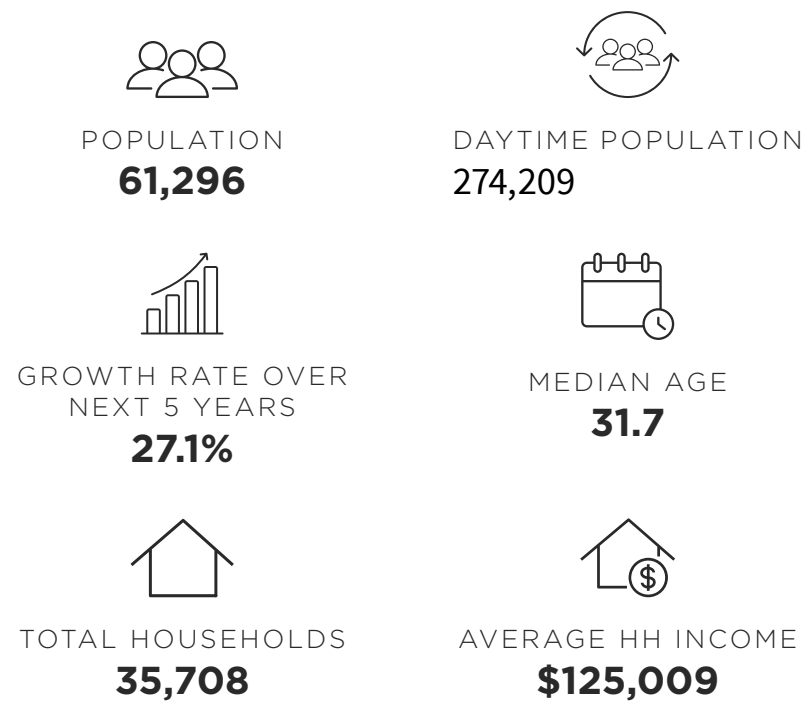 POPULATION
61,296
DAYTIME POPULATION
274,209
GROWTH RATE OVER
NEXT 5 YEARS
27.1%
MEDIAN AGE
31.7
TOTAL HOUSEHOLDS
35,708
AVERAGE HH INCOME
$125,009